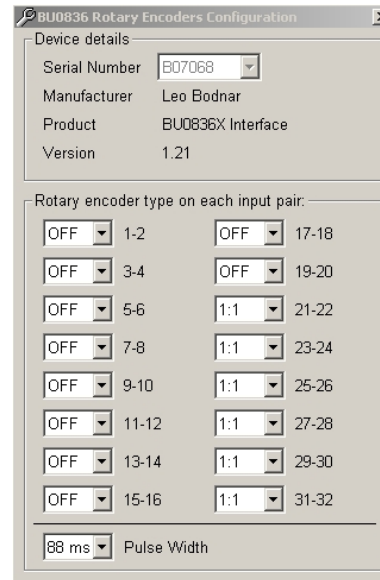 BU0836 Rotary Encoders Configuration
Device details
Serial Number B07068
Manufacturer Leo Bodnar
Product BU0836X Interface
Version 1.21
Rotary encoder type on each input pair:
OFF 1-2 OFF 17-18
OFF 3-4 OFF 19-20
OFF 5-6 1:1 21-22
OFF 7-8 1:1 23-24
OFF 9-10 1:1 25-26
OFF 11-12 1:1 27-28
OFF 13-14 1:1 29-30
OFF 15-16 1:1 31-32
88 ms Pulse Width